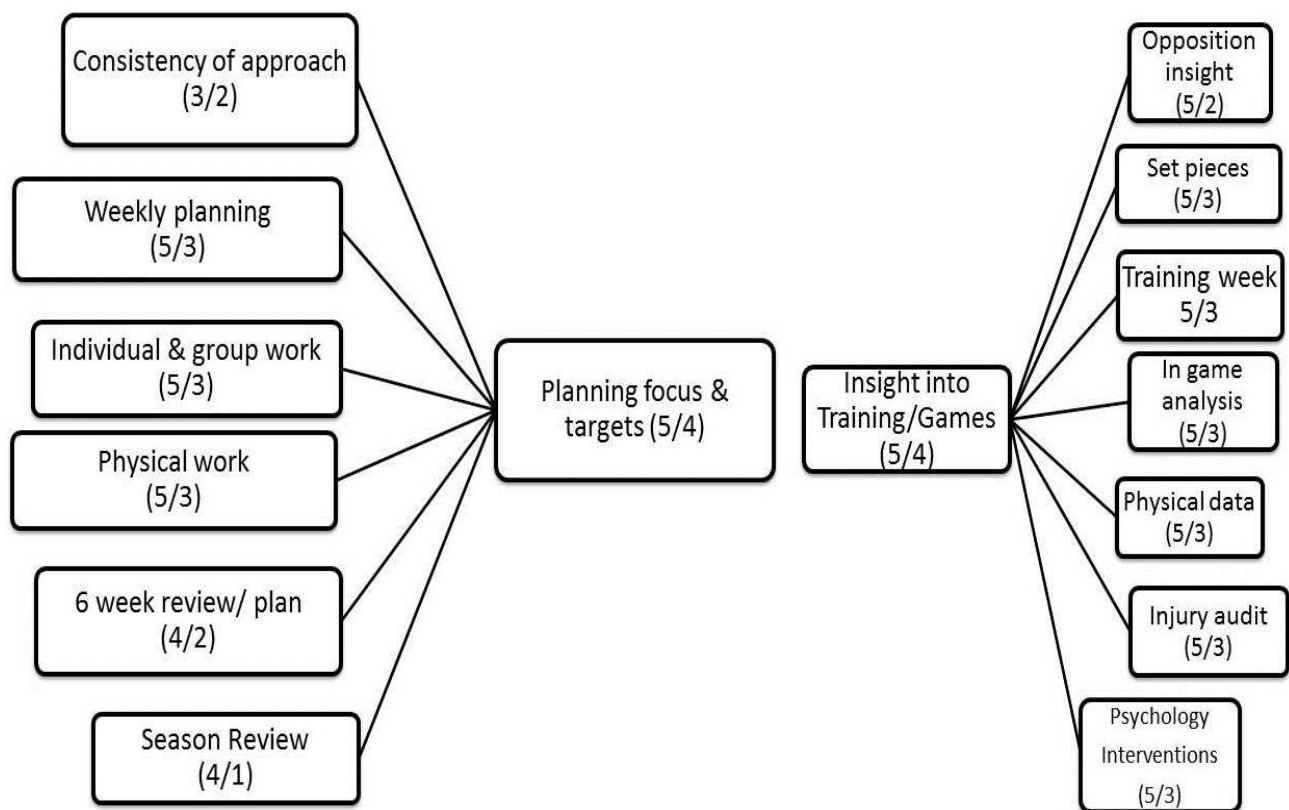 Consistency of approach
(3/2)
Weekly planning
(5/3)
Individual & group work
(5/3)
Physical work
(5/3)
6 week review/ plan
(4/2)
Season Review
(4/1)
Planning focus &
targets (5/4)
Insight into
Training/Games
(5/4)
Opposition
insight
(5/2)
Set pieces
(5/3)
Training week
5/3
In game
analysis
(5/3)
Physical data
(5/3)
Injury audit
(5/3)
Psychology
Interventions
(5/3)